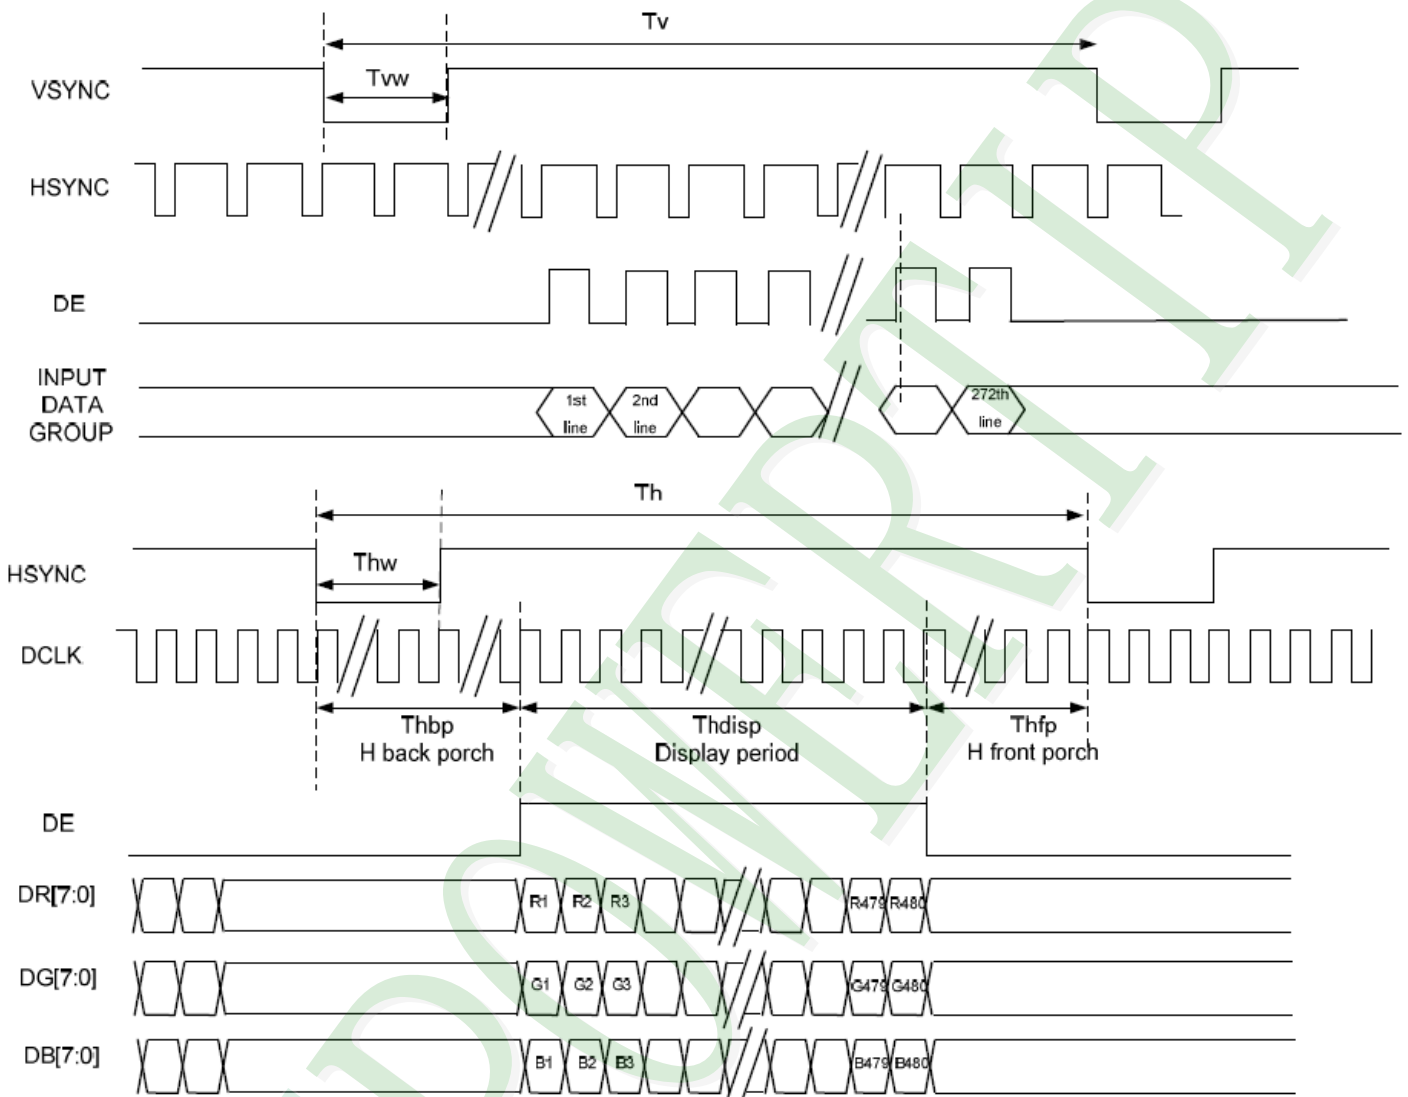 Tv
Tvw
VSYNC
HSYNC
DE
INPUT
DATA
GROUP
1st
line
2nd
line
272th
line
Th
Thw
HSYNC
DCLK
Thbp
H back porch
Thdisp
Display period
Thfp
H front porch
DE
DR[7:0]
R1 R2 R3 R479 R480
DG[7:0]
G1 G2 G3 G479 G480
DB[7:0]
B1 B2 B3 B479 B480
POWERTIP